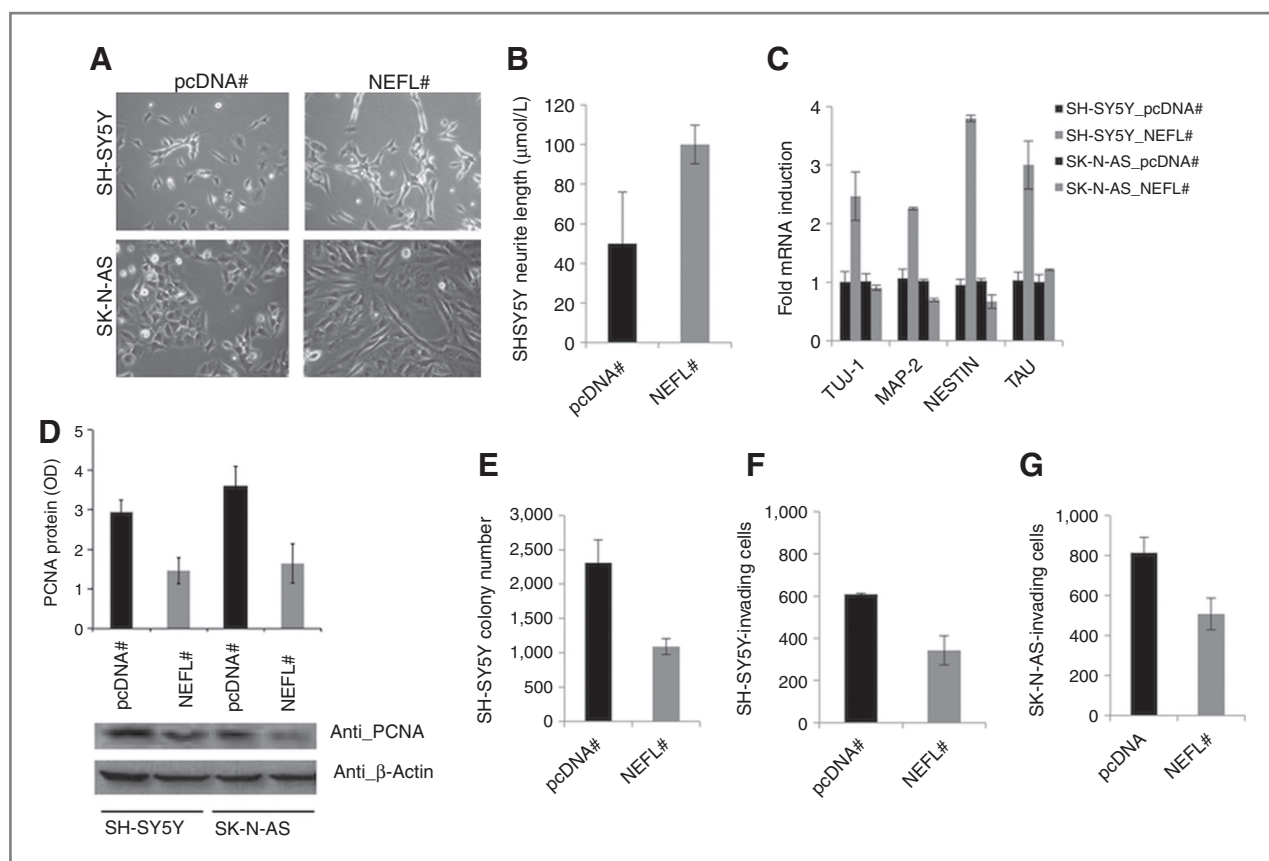 A
pcDNA#
NEFL#
SH-SY5Y
SK-N-AS
B
SHSY5Y neurite length (µmol/L)
120
100
80
60
40
20
0
pcDNA#
NEFL#
C
Fold mRNA induction
4
3
2
1
0
TUJ-1
MAP-2
NESTIN
TAU
SH-SY5Y_pcDNA#
SH-SY5Y_NEFL#
SK-N-AS_pcDNA#
SK-N-AS_NEFL#
D
PCNA protein (OD)
5
4
3
2
1
0
pcDNA#
NEFL#
pcDNA#
NEFL#
Anti_PCNA
Anti_β-Actin
SH-SY5Y
SK-N-AS
E
SH-SY5Y colony number
3,000
2,500
2,000
1,500
1,000
500
0
pcDNA#
NEFL#
F
SH-SY5Y-invading cells
1,000
800
600
400
200
0
pcDNA#
NEFL#
G
SK-N-AS-invading cells
1,000
800
600
400
200
0
pcDNA
NEFL#